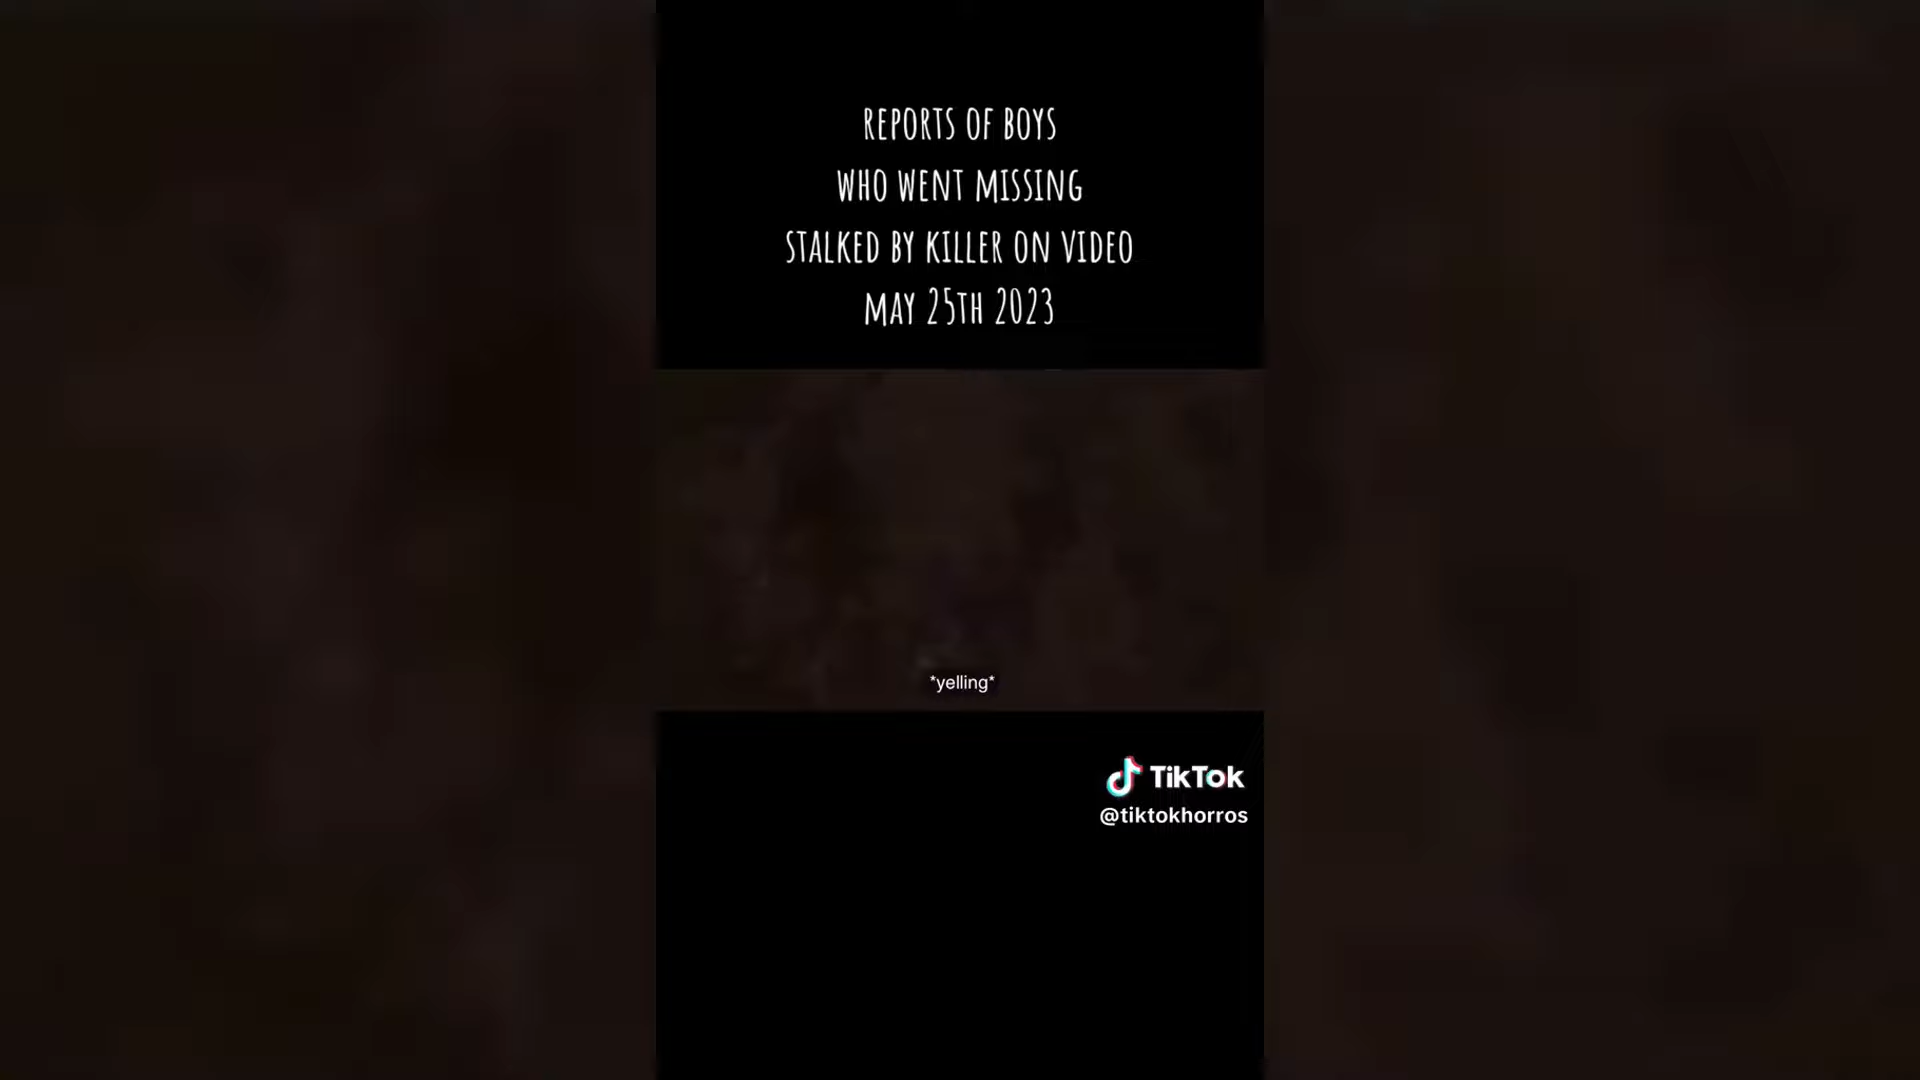 REPORTS OF BOYS
WHO WENT MISSING
STALKED BY KILLER ON VIDEO
MAY 25TH 2023
*yelling*
TikTok
@tiktokhorros